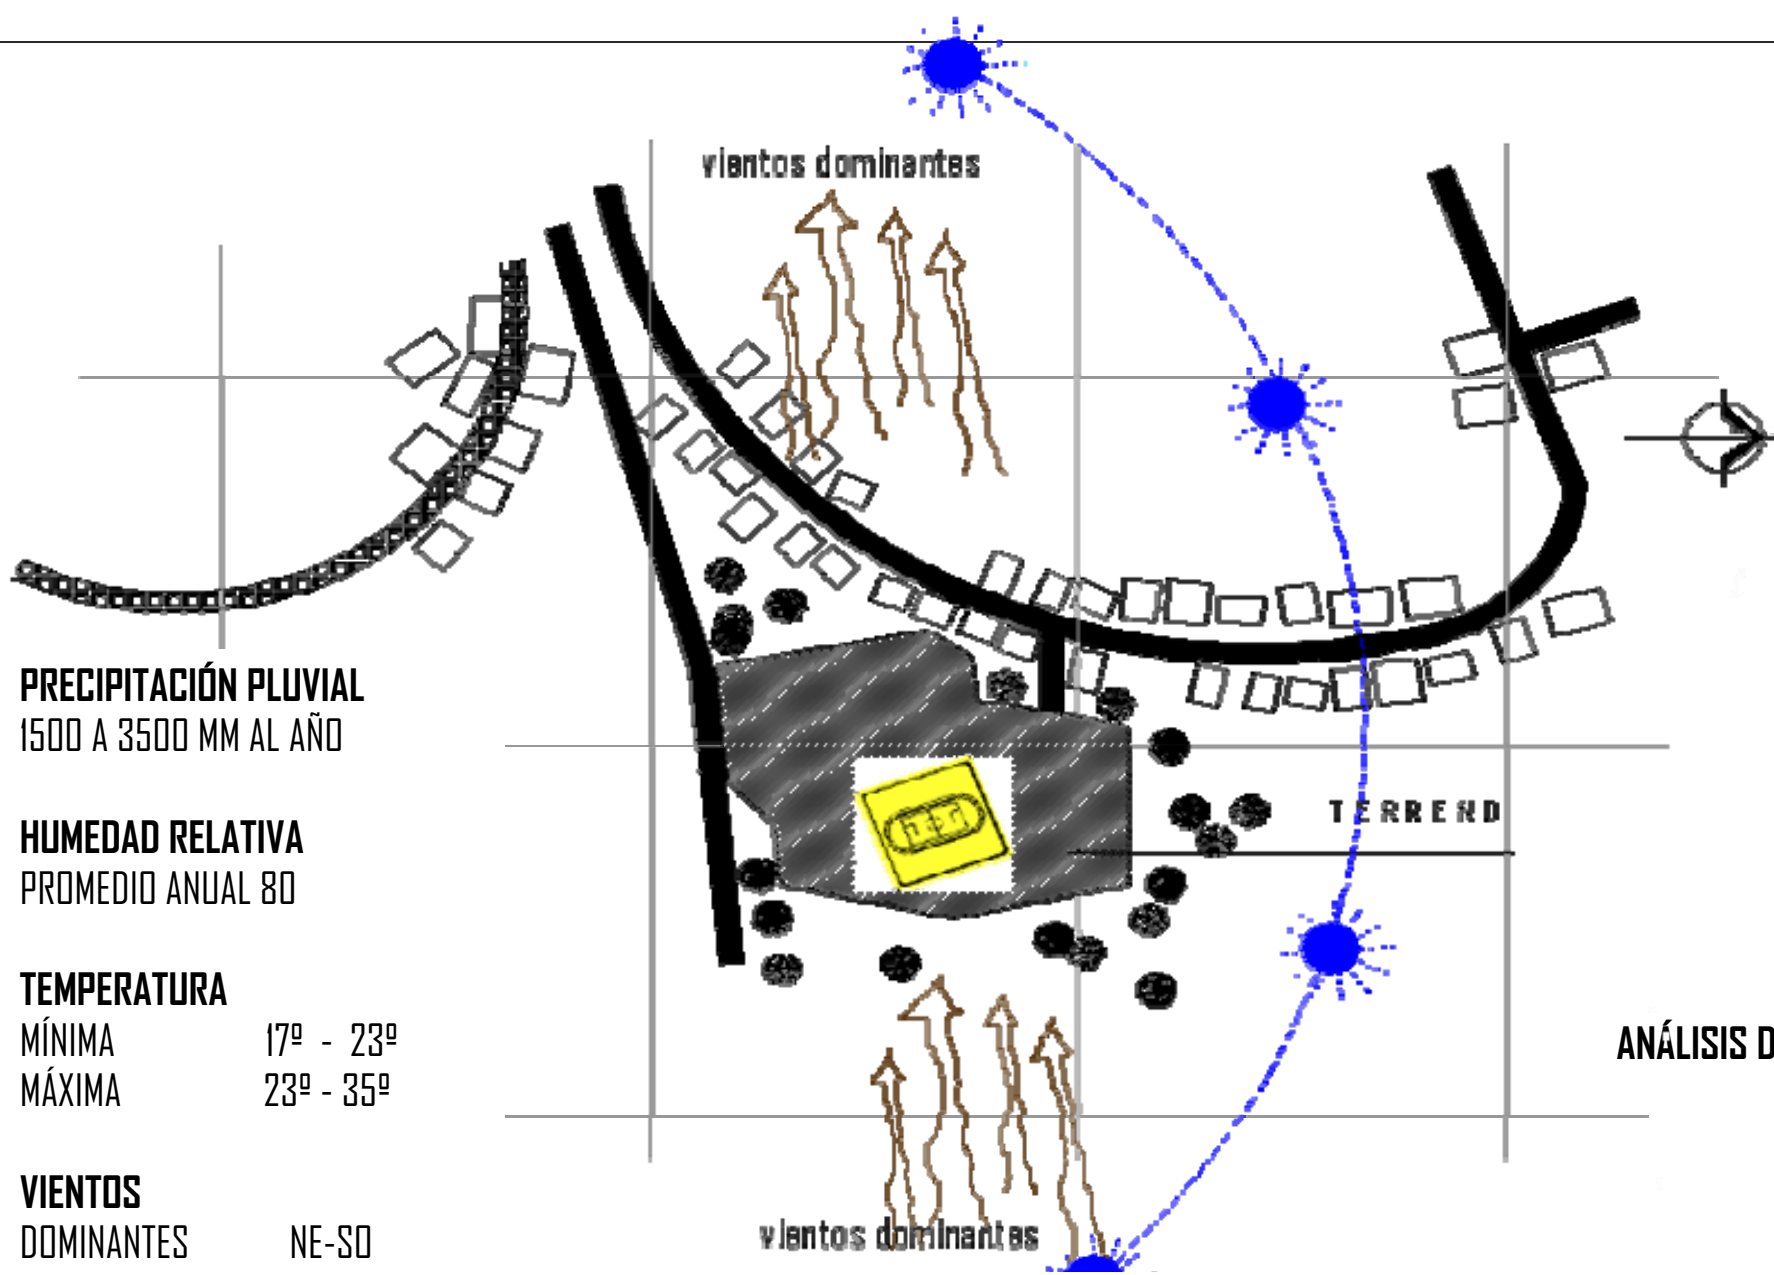 vientos dominantes
PRECIPITACIÓN PLUVIAL
1500 A 3500 MM AL AÑO
TERRENO
HUMEDAD RELATIVA
PROMEDIO ANUAL 80
TEMPERATURA
MÍNIMA 17º - 23º
MÁXIMA 23º - 35º
ANÁLISIS D
VIENTOS
DOMINANTES NE-SO
vientos dominantes